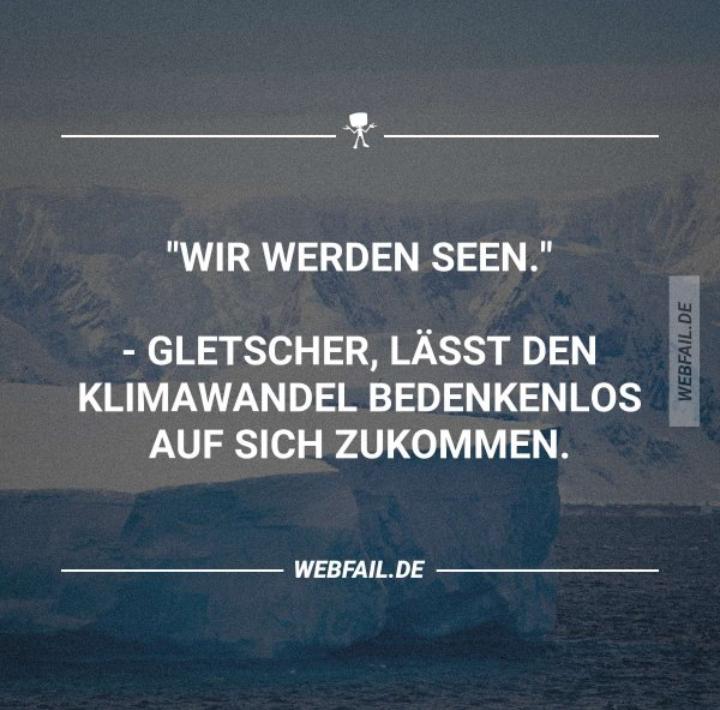 "WIR WERDEN SEEN."
- GLETSCHER, LÄSST DEN
KLIMAWANDEL BEDENKENLOS
AUF SICH ZUKOMMEN.
WEBFAIL.DE
WEBFAIL.DE